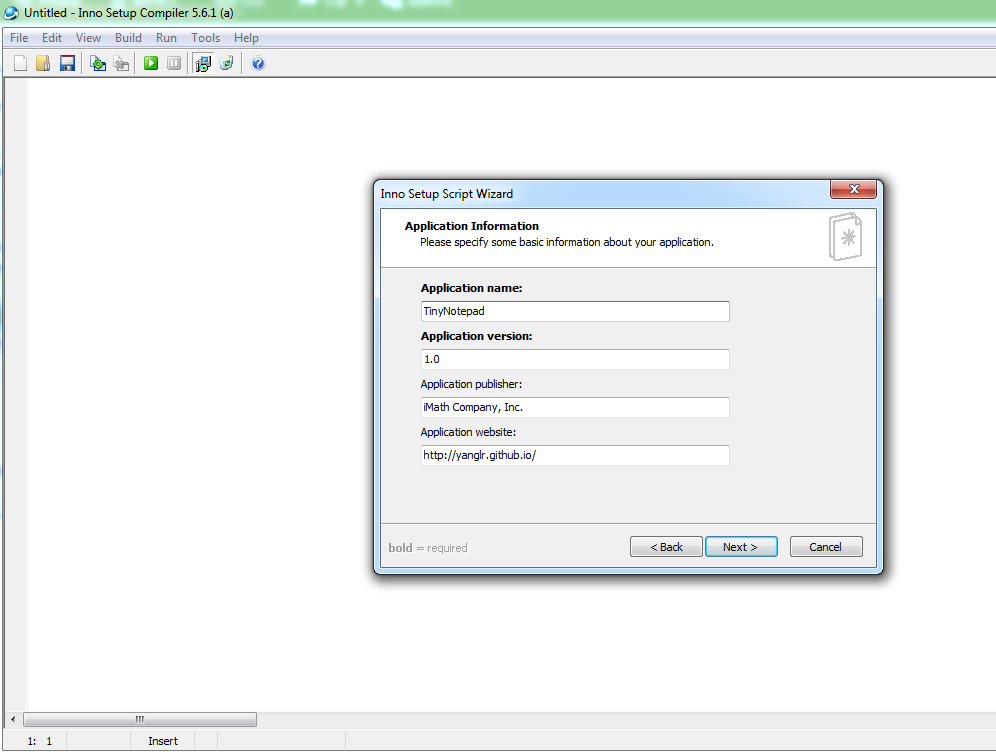 Untitled - Inno Setup Compiler 5.6.1 (a)
File Edit View Build Run Tools Help
Inno Setup Script Wizard
Application Information
Please specify some basic information about your application.
Application name:
TinyNotepad
Application version:
1.0
Application publisher:
iMath Company, Inc.
Application website:
http://yanglr.github.io/
bold = required
< Back Next > Cancel
1: 1 Insert